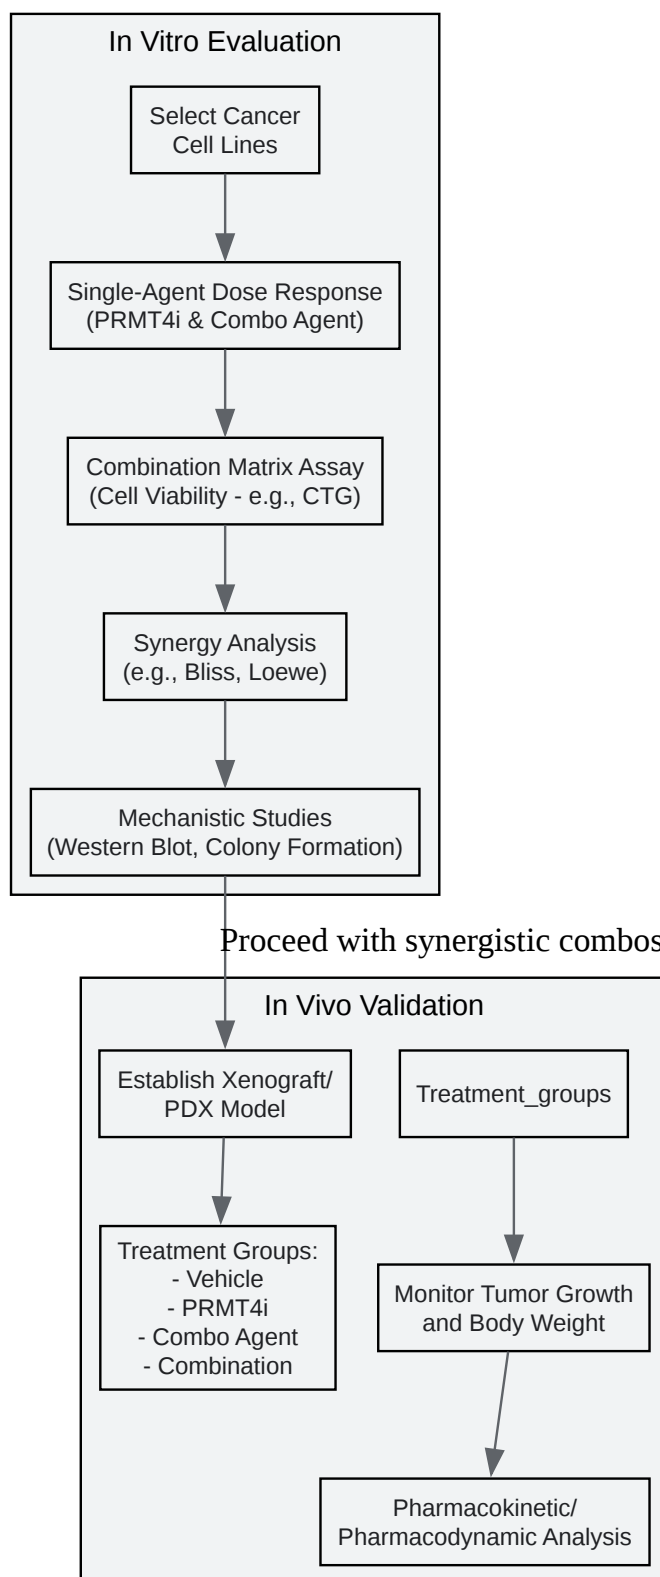 In Vitro Evaluation
Select Cancer
Cell Lines
Single-Agent Dose Response
(PRMT4i & Combo Agent)
Combination Matrix Assay
(Cell Viability - e.g., CTG)
Synergy Analysis
(e.g., Bliss, Loewe)
Mechanistic Studies
(Western Blot, Colony Formation)
Proceed with synergistic combos
In Vivo Validation
Establish Xenograft/
PDX Model
Treatment_groups
Treatment Groups:
- Vehicle
- PRMT4i
- Combo Agent
- Combination
Monitor Tumor Growth
and Body Weight
Pharmacokinetic/
Pharmacodynamic Analysis